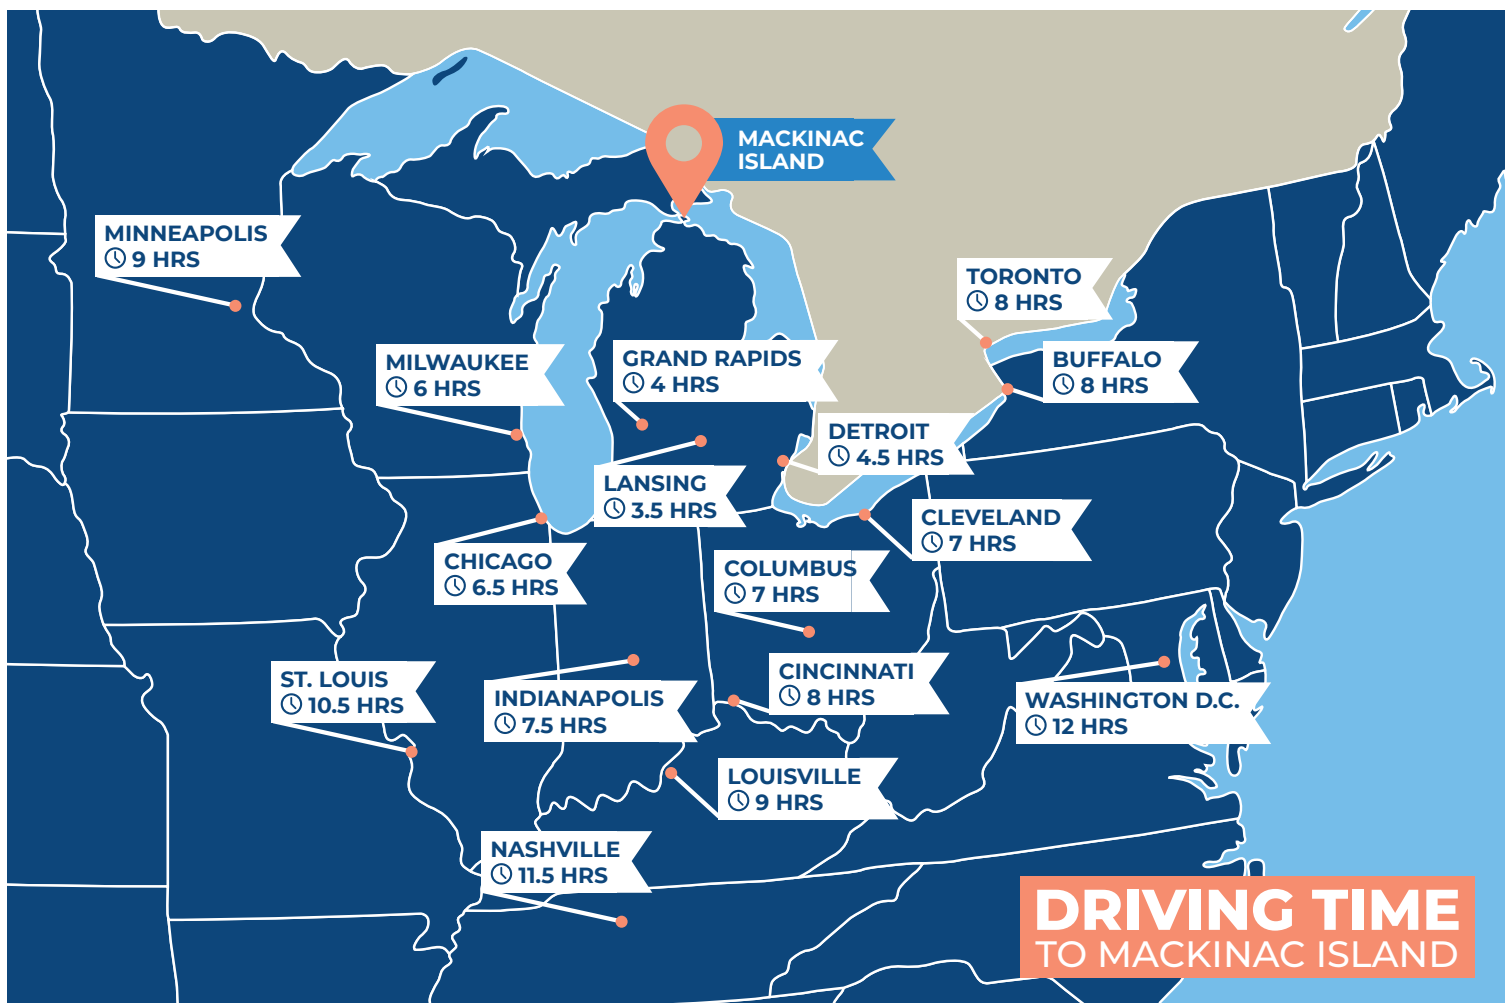 MACKINAC
ISLAND
MINNEAPOLIS
9 HRS
TORONTO
8 HRS
MILWAUKEE
6 HRS
GRAND RAPIDS
4 HRS
BUFFALO
8 HRS
DETROIT
4.5 HRS
LANSING
3.5 HRS
CLEVELAND
7 HRS
CHICAGO
6.5 HRS
COLUMBUS
7 HRS
ST. LOUIS
10.5 HRS
INDIANAPOLIS
7.5 HRS
CINCINNATI
8 HRS
WASHINGTON D.C.
12 HRS
LOUISVILLE
9 HRS
NASHVILLE
11.5 HRS
DRIVING TIME
TO MACKINAC ISLAND